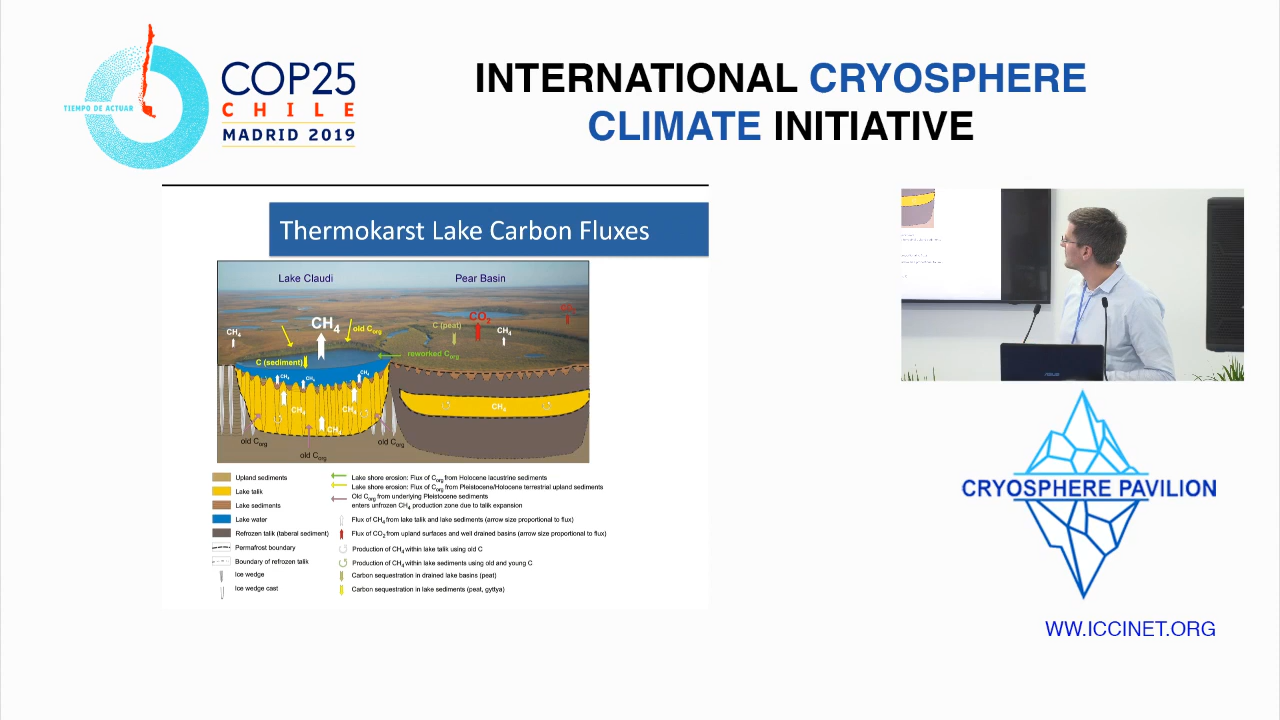 COP25
CHILE
MADRID 2019
TIEMPO DE ACTUAR
INTERNATIONAL CRYOSPHERE
CLIMATE INITIATIVE
Thermokarst Lake Carbon Fluxes
Lake Claudi
Pear Basin
CH4
CH4
old Corg
C (peat)
CO2
CH4
C (sediment)
reworked Corg
CH4
CH4
CH4
CH4
CH4
CH4
CH4
old Corg
old Corg
old Corg
Upland sediments
Lake talik
Lake sediments
Lake water
Refrozen talik (taberal sediment)
Permafrost boundary
Boundary of refrozen talik
Ice wedge
Ice wedge cast
Lake shore erosion: Flux of Corg from Holocene lacustrine sediments
Lake shore erosion: Flux of Corg from Pleistocene/Holocene terrestrial upland sediments
Old Corg from underlying Pleistocene sediments
enters unfrozen CH4 production zone due to talik expansion
Flux of CH4 from lake talik and lake sediments (arrow size proportional to flux)
Flux of CO2 from upland surfaces and well drained basins (arrow size proportional to flux)
Production of CH4 within lake talik using old C
Production of CH4 within lake sediments using old and young C
Carbon sequestration in drained lake basins (peat)
Carbon sequestration in lake sediments (peat, gyttya)
CRYOSPHERE PAVILION
WW.ICCINET.ORG